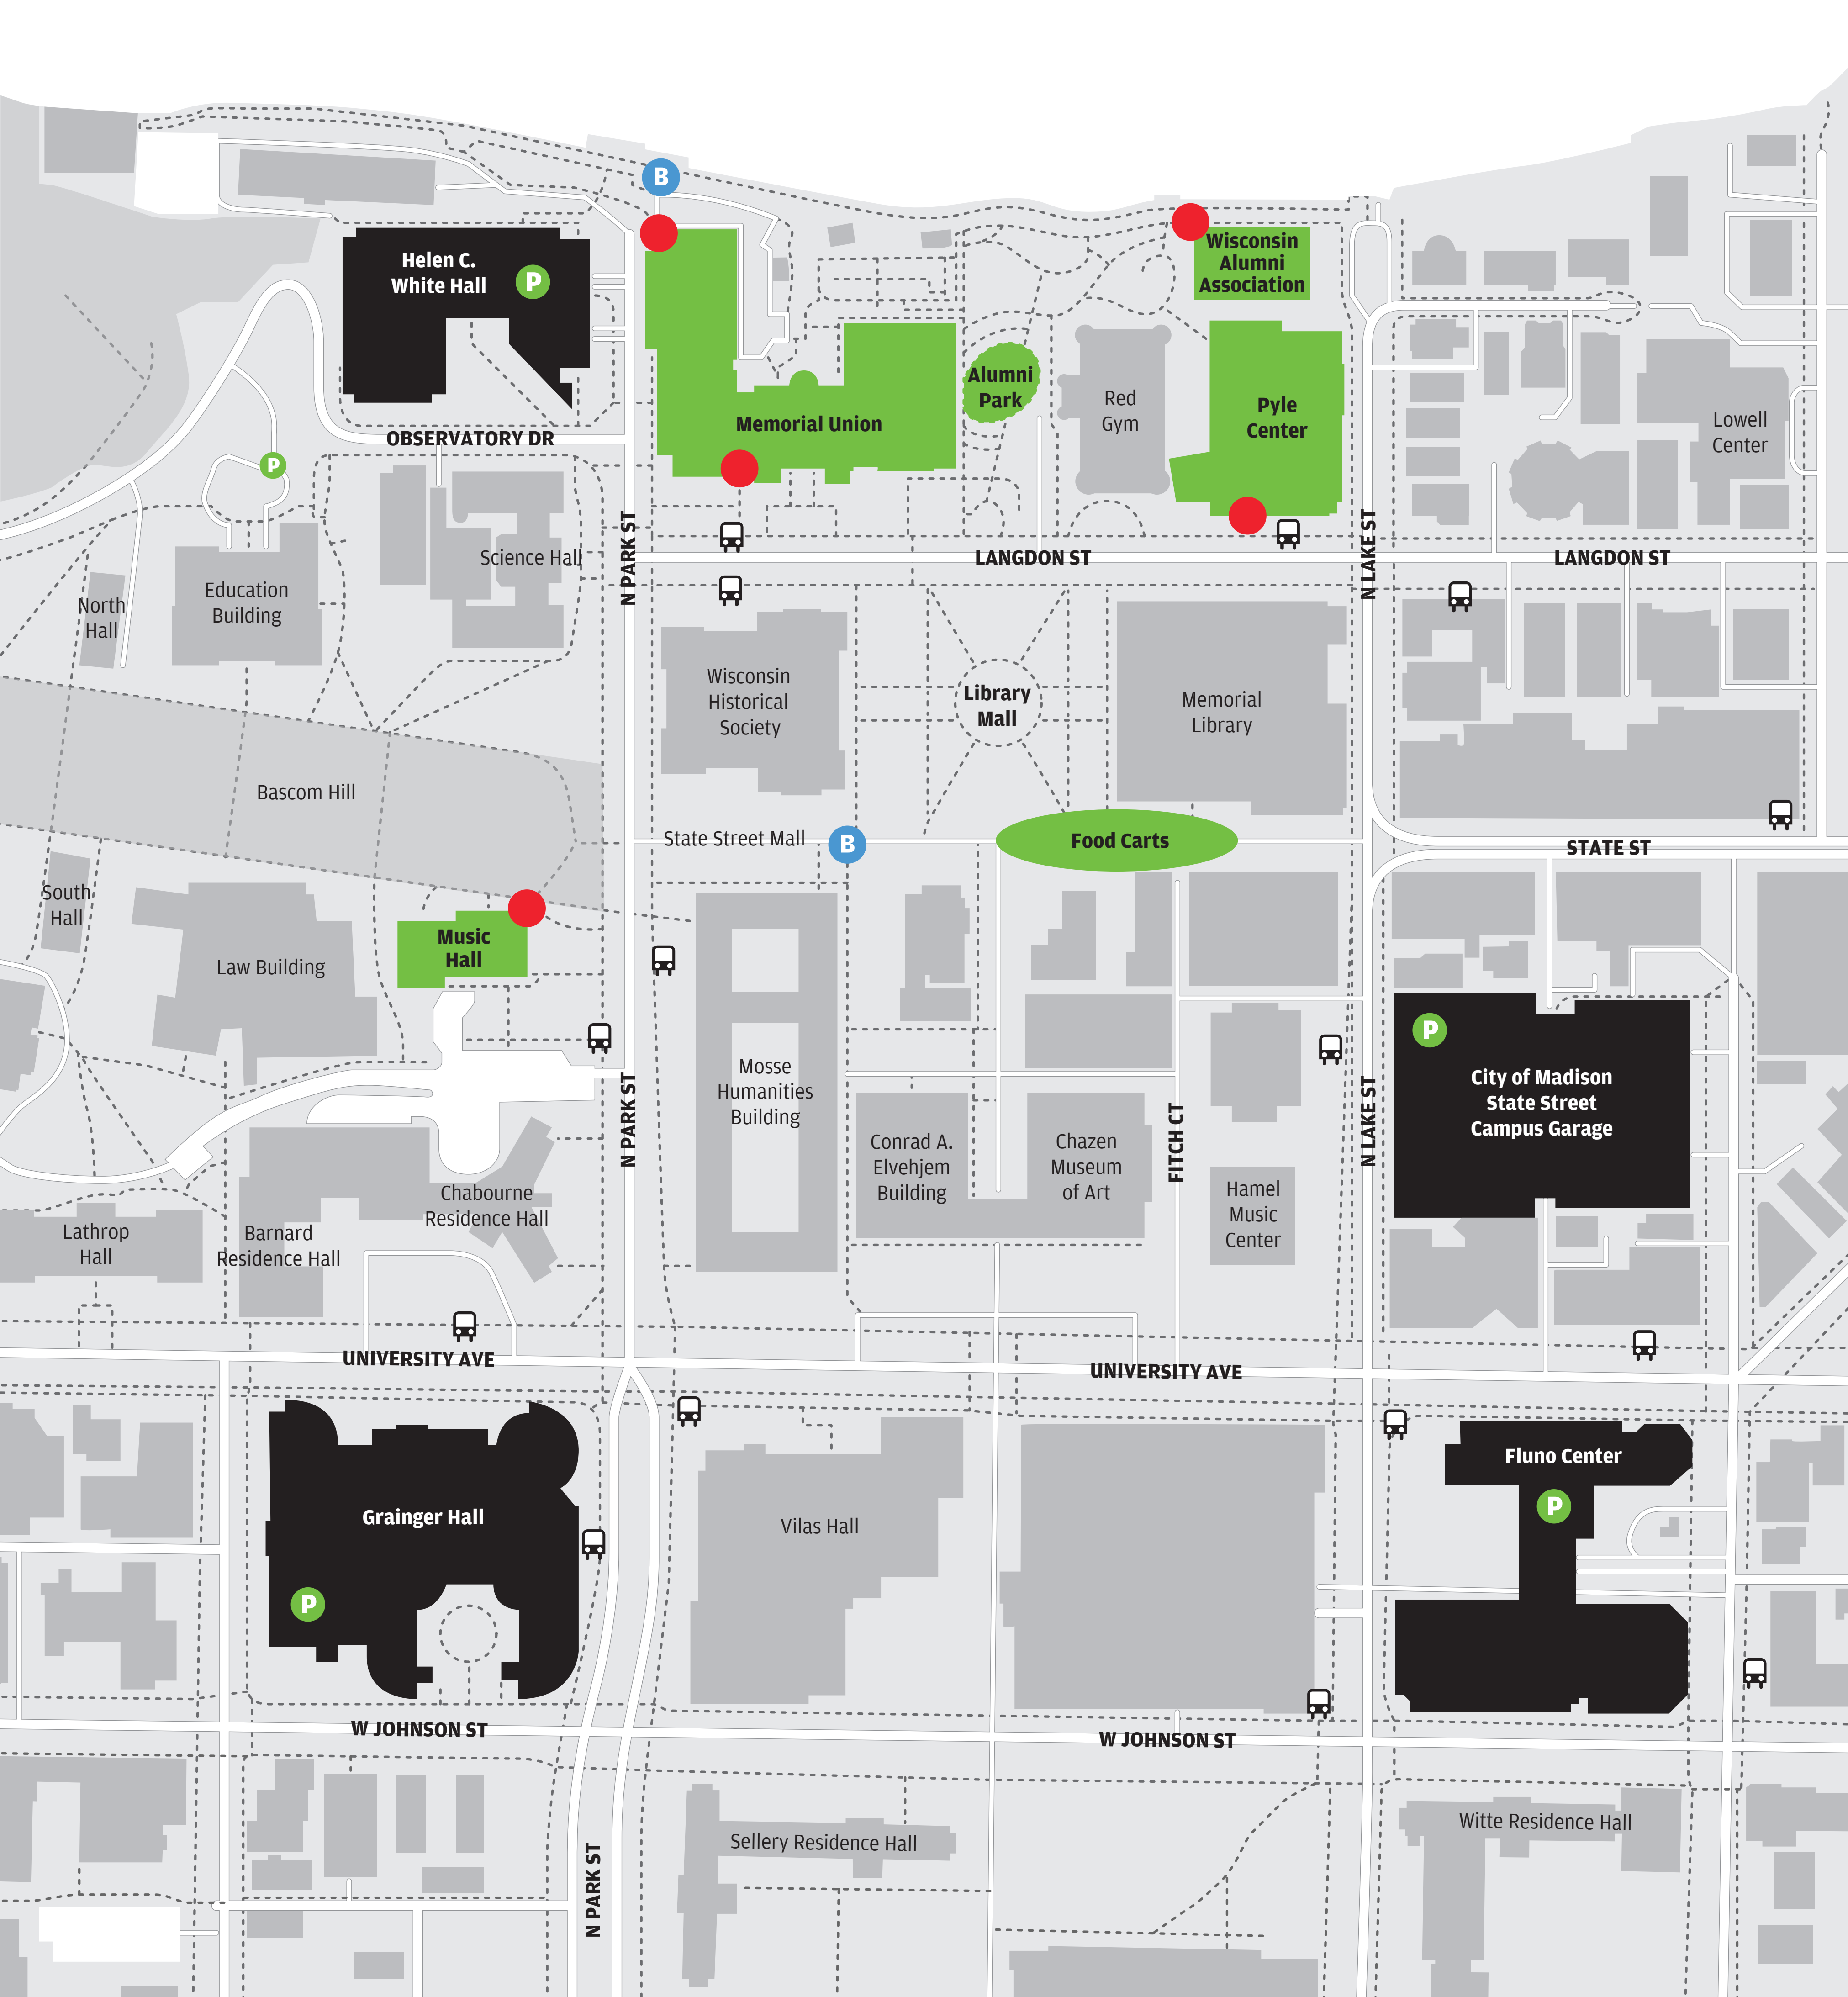 B
Helen C.
White Hall
P
Wisconsin
Alumni
Association
Memorial Union
Alumni
Park
Red
Gym
Pyle
Center
Lowell
Center
OBSERVATORY DR
P
Science Hall
N PARK ST
LANGDON ST
N LAKE ST
LANGDON ST
North
Hall
Education
Building
Wisconsin
Historical
Society
Library
Mall
Memorial
Library
Bascom Hill
State Street Mall
B
Food Carts
STATE ST
South
Hall
Law Building
Music
Hall
P
City of Madison
State Street
Campus Garage
Mosse
Humanities
Building
N PARK ST
Conrad A.
Elvehjem
Building
Chazen
Museum
of Art
FITCH CT
N LAKE ST
Hamel
Music
Center
Chabourne
Residence Hall
Lathrop
Hall
Barnard
Residence Hall
UNIVERSITY AVE
UNIVERSITY AVE
Grainger Hall
P
Vilas Hall
Fluno Center
P
W JOHNSON ST
W JOHNSON ST
N PARK ST
Sellery Residence Hall
Witte Residence Hall